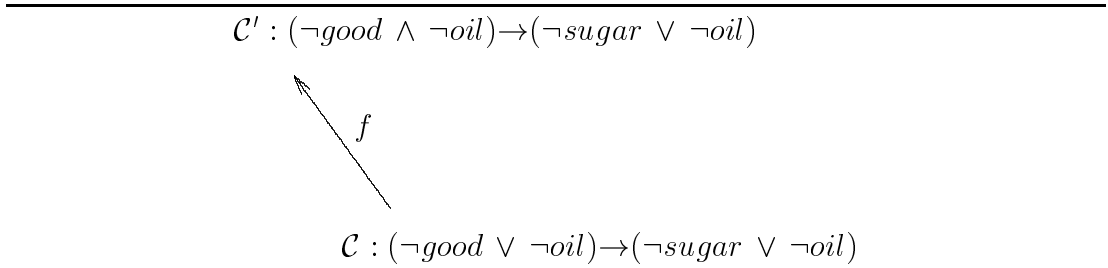 𝒞′ : (¬good ∧ ¬oil)→(¬sugar ∨ ¬oil)
f
𝒞 : (¬good ∨ ¬oil)→(¬sugar ∨ ¬oil)